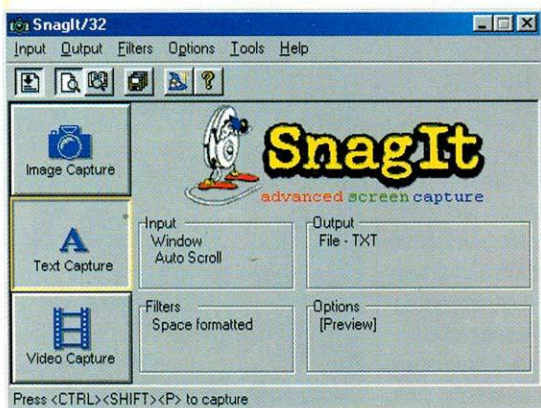 SnagIt/32
Input Output Filters Options Tools Help
SnagIt
advanced screen capture
Image Capture
Text Capture
Video Capture
Input
Window
Auto Scroll
Output
File - TXT
Filters
Space formatted
Options
[Preview]
Press <CTRL><SHIFT><P> to capture